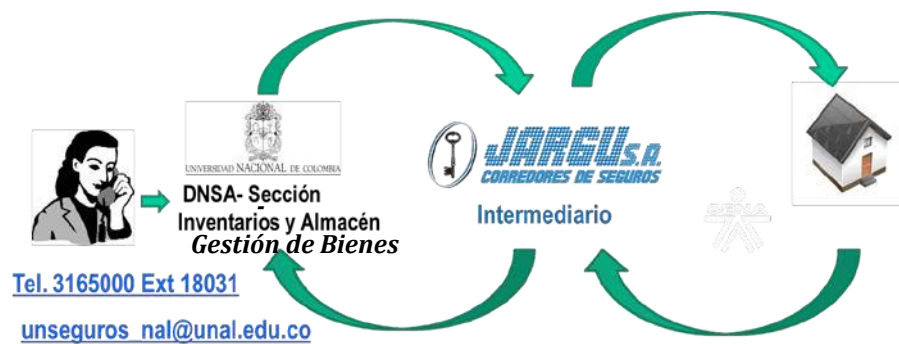 UNIVERSIDAD NACIONAL DE COLOMBIA
DNSA- Sección
-
Inventarios y Almacén
Gestión de Bienes
Tel. 3165000 Ext 18031
unseguros_nal@unal.edu.co
JARGU S.A.
CORREDORES DE SEGUROS
Intermediario
SENA